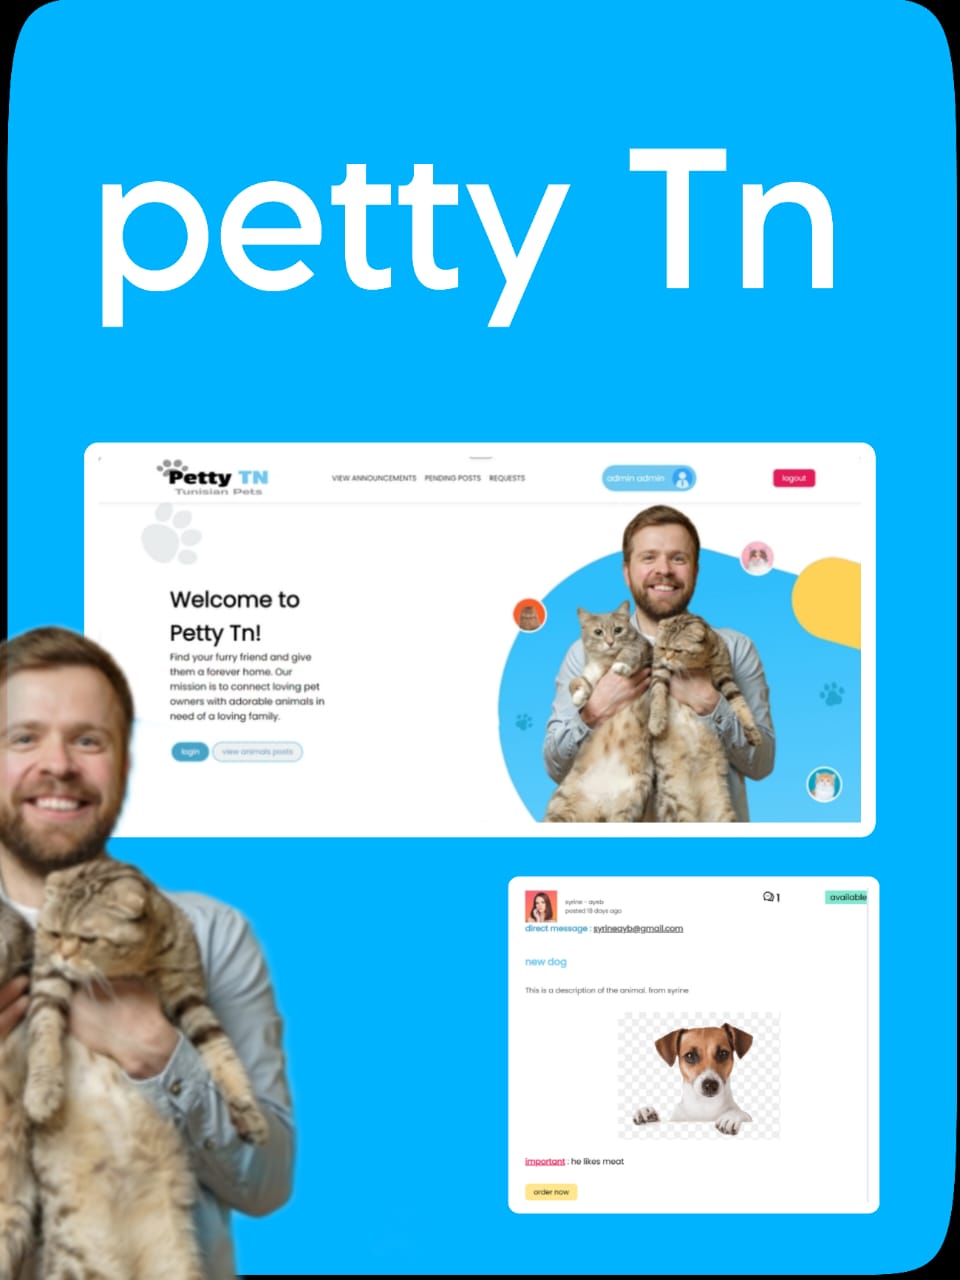 petty Tn
Petty TN
Tunisian Pets
VIEW ANNOUNCEMENTS PENDING POSTS REQUESTS
admin admin
logout
Welcome to
Petty Tn!
Find your furry friend and give
them a forever home. Our
mission is to connect loving pet
owners with adorable animals in
need of a loving family.
login
view animals posts
syrine - ayeb
posted 18 days ago
1
available
direct message : syrineayb@gmail.com
new dog
This is a description of the animal. from syrine
important : he likes meat
order now